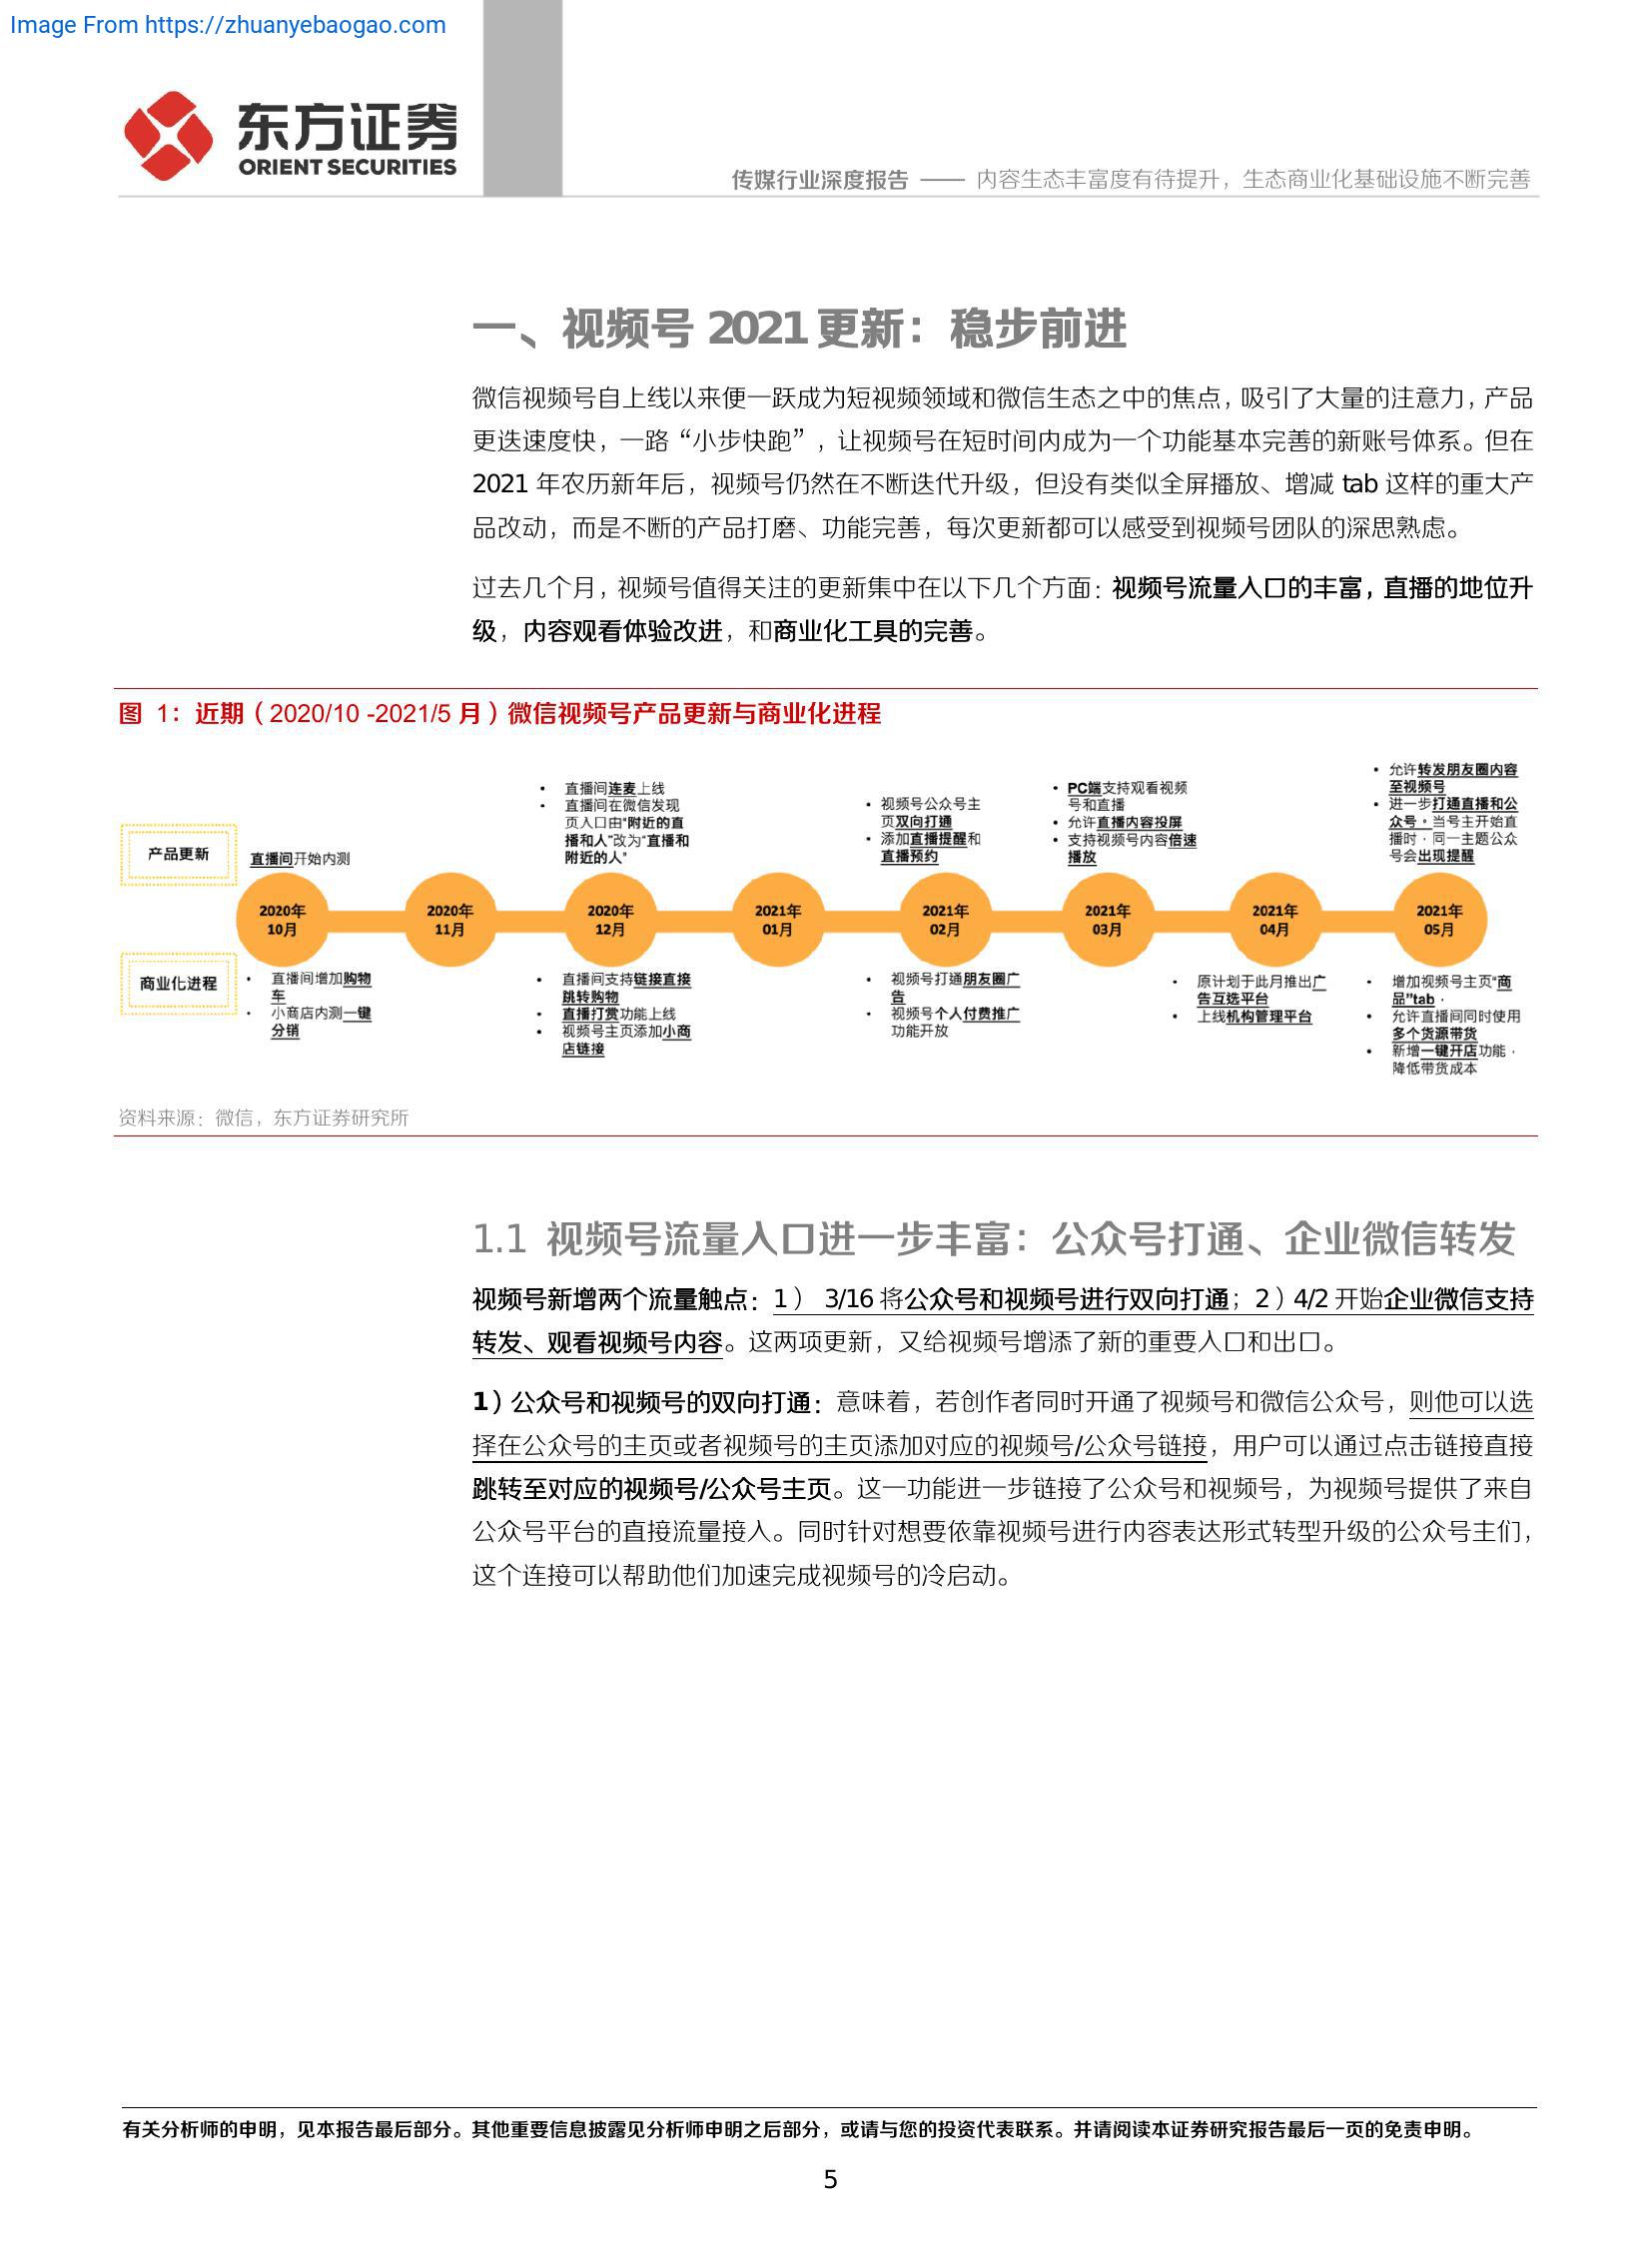 Image From https://zhuanyebaogao.com
东方证券
ORIENT SECURITIES
传媒行业深度报告 —— 内容生态丰富度有待提升，生态商业化基础设施不断完善
一、视频号 2021 更新：稳步前进
微信视频号自上线以来便一跃成为短视频领域和微信生态之中的焦点，吸引了大量的注意力，产品
更迭速度快，一路“小步快跑”，让视频号在短时间内成为一个功能基本完善的新账号体系。但在
2021 年农历新年后，视频号仍然在不断迭代升级，但没有类似全屏播放、增减 tab 这样的重大产
品改动，而是不断的产品打磨、功能完善，每次更新都可以感受到视频号团队的深思熟虑。
过去几个月，视频号值得关注的更新集中在以下几个方面：视频号流量入口的丰富，直播的地位升
级，内容观看体验改进，和商业化工具的完善。
图 1：近期（2020/10 -2021/5 月）微信视频号产品更新与商业化进程
产品更新
直播间开始内测
• 直播间连麦上线
• 直播间在微信发现
页入口由“附近的直
播和人”改为“直播和
附近的人”
• 视频号公众号主
页双向打通
• 添加直播提醒和
直播预约
• PC端支持观看视频
号和直播
• 允许直播内容投屏
• 支持视频号内容倍速
播放
• 允许转发朋友圈内容
至视频号
• 进一步打通直播和公
众号。当号主开始直
播时，同一主题公众
号会出现提醒
2020年
10月
2020年
11月
2020年
12月
2021年
01月
2021年
02月
2021年
03月
2021年
04月
2021年
05月
商业化进程
• 直播间增加购物
车
• 小商店内测一键
分销
• 直播间支持链接直接
跳转购物
• 直播打赏功能上线
• 视频号主页添加小商
店链接
• 视频号打通朋友圈广
告
• 视频号个人付费推广
功能开放
• 原计划于此月推出广
告互选平台
• 上线机构管理平台
• 增加视频号主页“商
品”tab，
• 允许直播间同时使用
多个货源带货
• 新增一键开店功能，
降低带货成本
资料来源：微信，东方证券研究所
1.1 视频号流量入口进一步丰富：公众号打通、企业微信转发
视频号新增两个流量触点：1） 3/16 将公众号和视频号进行双向打通；2）4/2 开始企业微信支持
转发、观看视频号内容。这两项更新，又给视频号增添了新的重要入口和出口。
1）公众号和视频号的双向打通：意味着，若创作者同时开通了视频号和微信公众号，则他可以选
择在公众号的主页或者视频号的主页添加对应的视频号/公众号链接，用户可以通过点击链接直接
跳转至对应的视频号/公众号主页。这一功能进一步链接了公众号和视频号，为视频号提供了来自
公众号平台的直接流量接入。同时针对想要依靠视频号进行内容表达形式转型升级的公众号主们，
这个连接可以帮助他们加速完成视频号的冷启动。
有关分析师的申明，见本报告最后部分。其他重要信息披露见分析师申明之后部分，或请与您的投资代表联系。并请阅读本证券研究报告最后一页的免责申明。
5